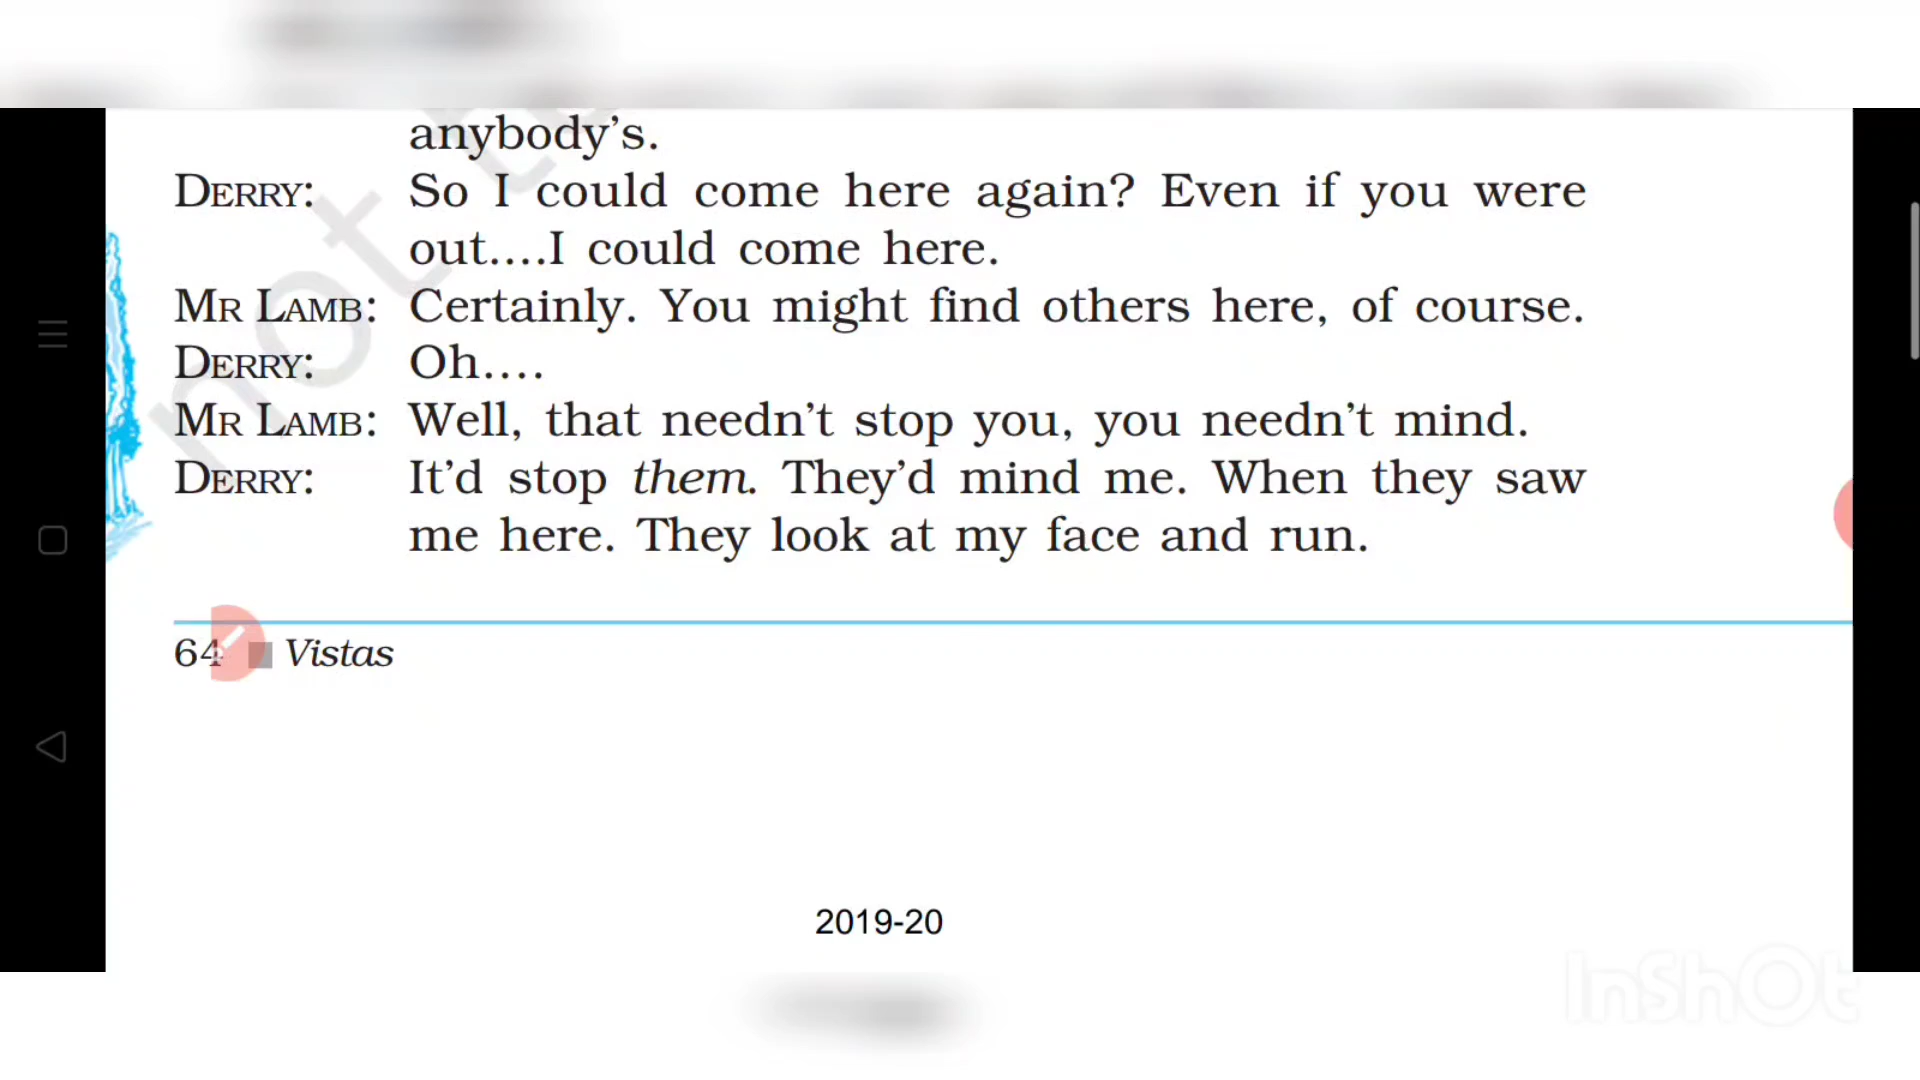 anybody's.
DERRY: So I could come here again? Even if you were
out....I could come here.
MR LAMB: Certainly. You might find others here, of course.
DERRY: Oh....
MR LAMB: Well, that needn't stop you, you needn't mind.
DERRY: It'd stop them. They'd mind me. When they saw
me here. They look at my face and run.
64 Vistas
2019-20
InShOt